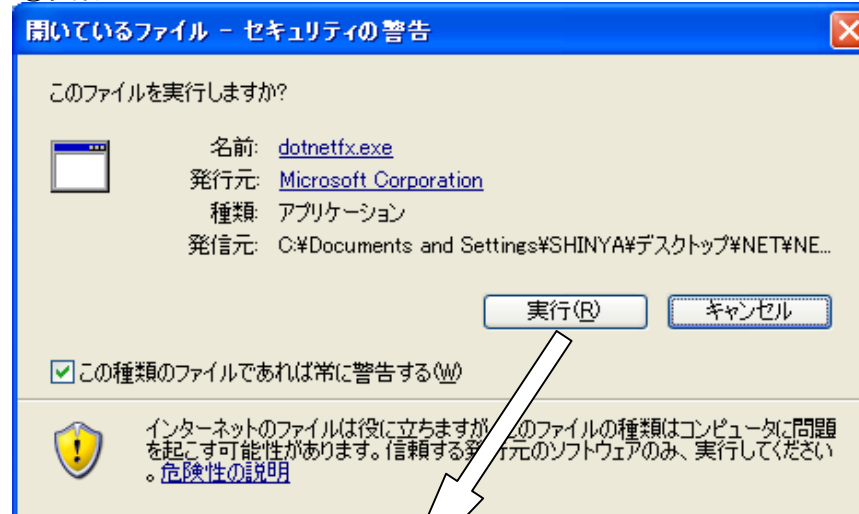 開いているファイル - セキュリティの警告
このファイルを実行しますか?
名前: dotnetfx.exe
発行元: Microsoft Corporation
種類: アプリケーション
発信元: C:¥Documents and Settings¥SHINYA¥デスクトップ¥NET¥NE...
実行(R) キャンセル
この種類のファイルであれば常に警告する(W)
インターネットのファイルは役に立ちますが、このファイルの種類はコンピュータに問題
を起こす可能性があります。信頼する発行元のソフトウェアのみ、実行してください
。危険性の説明